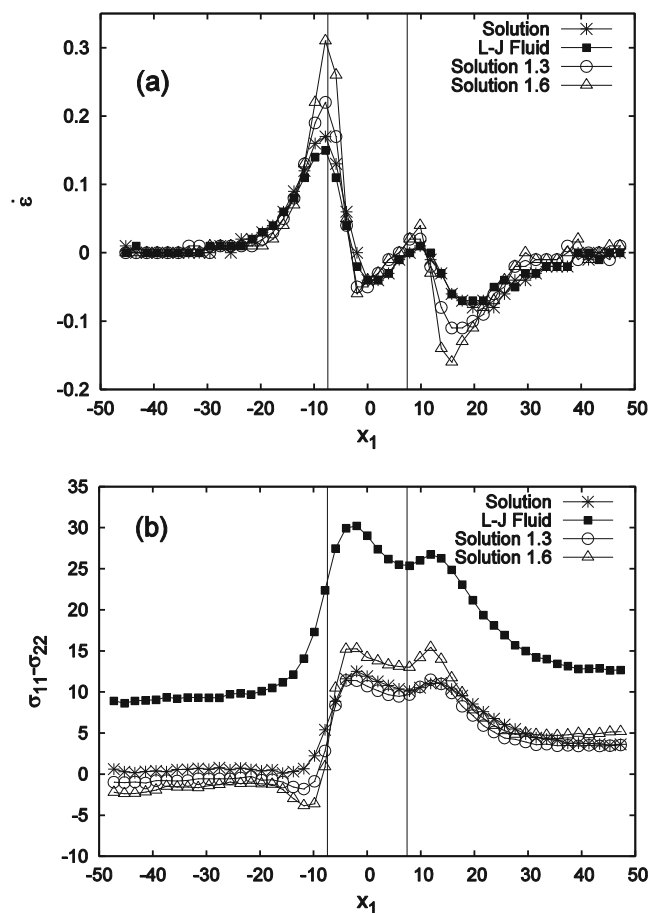 (a)
Solution
L-J Fluid
Solution 1.3
Solution 1.6
0.3
0.2
0.1
0
-0.1
-0.2
ε̇
-50 -40 -30 -20 -10 0 10 20 30 40 50
x₁
(b)
Solution
L-J Fluid
Solution 1.3
Solution 1.6
35
30
25
20
15
10
5
0
-5
-10
σ₁₁-σ₂₂
-50 -40 -30 -20 -10 0 10 20 30 40 50
x₁